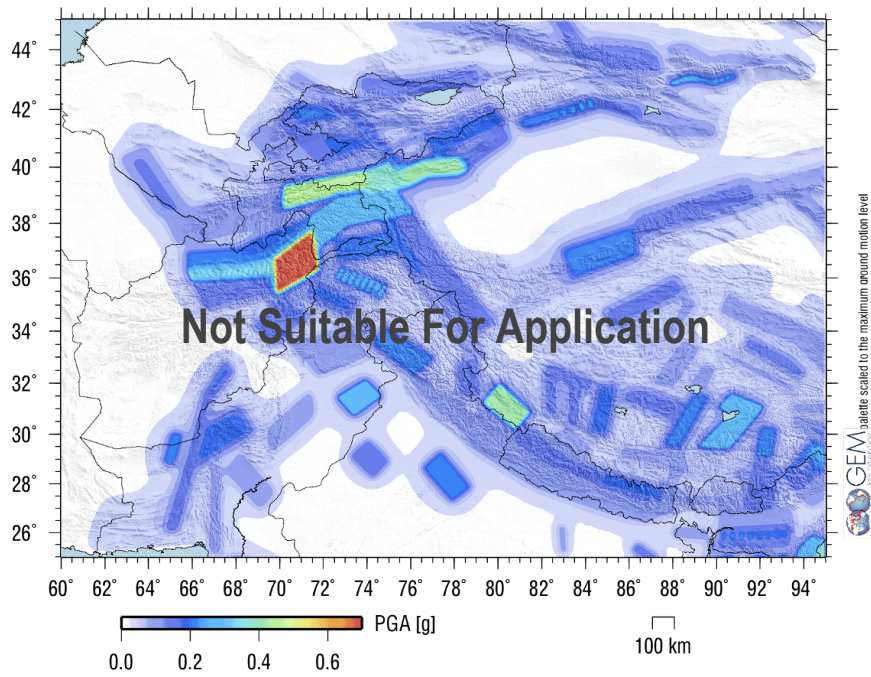 44°
42°
40°
38°
36°
34°
32°
30°
28°
26°
Not Suitable For Application
60° 62° 64° 66° 68° 70° 72° 74° 76° 78° 80° 82° 84° 86° 88° 90° 92° 94°
PGA [g]
0.0 0.2 0.4 0.6
100 km
palette scaled to the maximum ground motion level
GEM